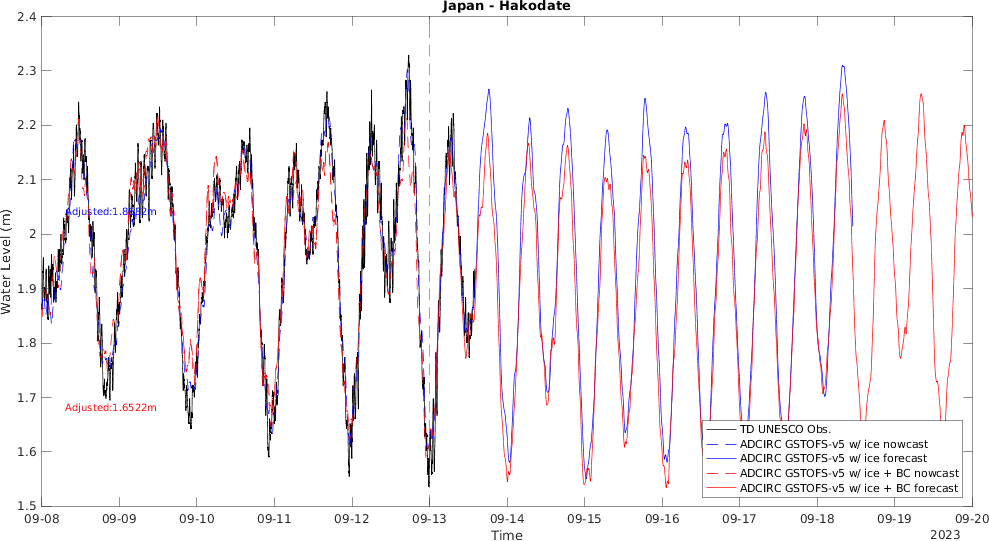 Japan - Hakodate
2.4
2.3
2.2
2.1
2
1.9
1.8
1.7
1.6
1.5
Water Level (m)
Adjusted:1.8682m
Adjusted:1.6522m
TD UNESCO Obs.
ADCIRC GSTOFS-v5 w/ ice nowcast
ADCIRC GSTOFS-v5 w/ ice forecast
ADCIRC GSTOFS-v5 w/ ice + BC nowcast
ADCIRC GSTOFS-v5 w/ ice + BC forecast
09-08 09-09 09-10 09-11 09-12 09-13 09-14 09-15 09-16 09-17 09-18 09-19 09-20
Time 2023